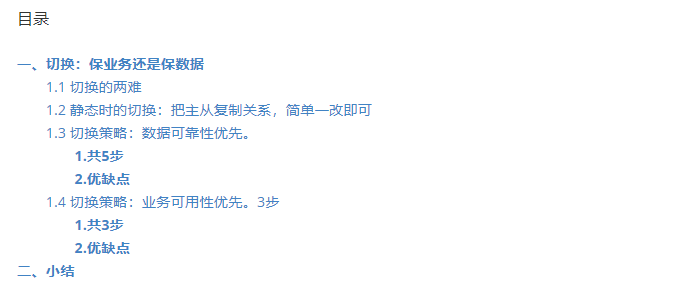 目录
一、切换：保业务还是保数据
1.1 切换的两难
1.2 静态时的切换：把主从复制关系，简单一改即可
1.3 切换策略：数据可靠性优先。
1.共5步
2.优缺点
1.4 切换策略：业务可用性优先。3步
1.共3步
2.优缺点
二、小结